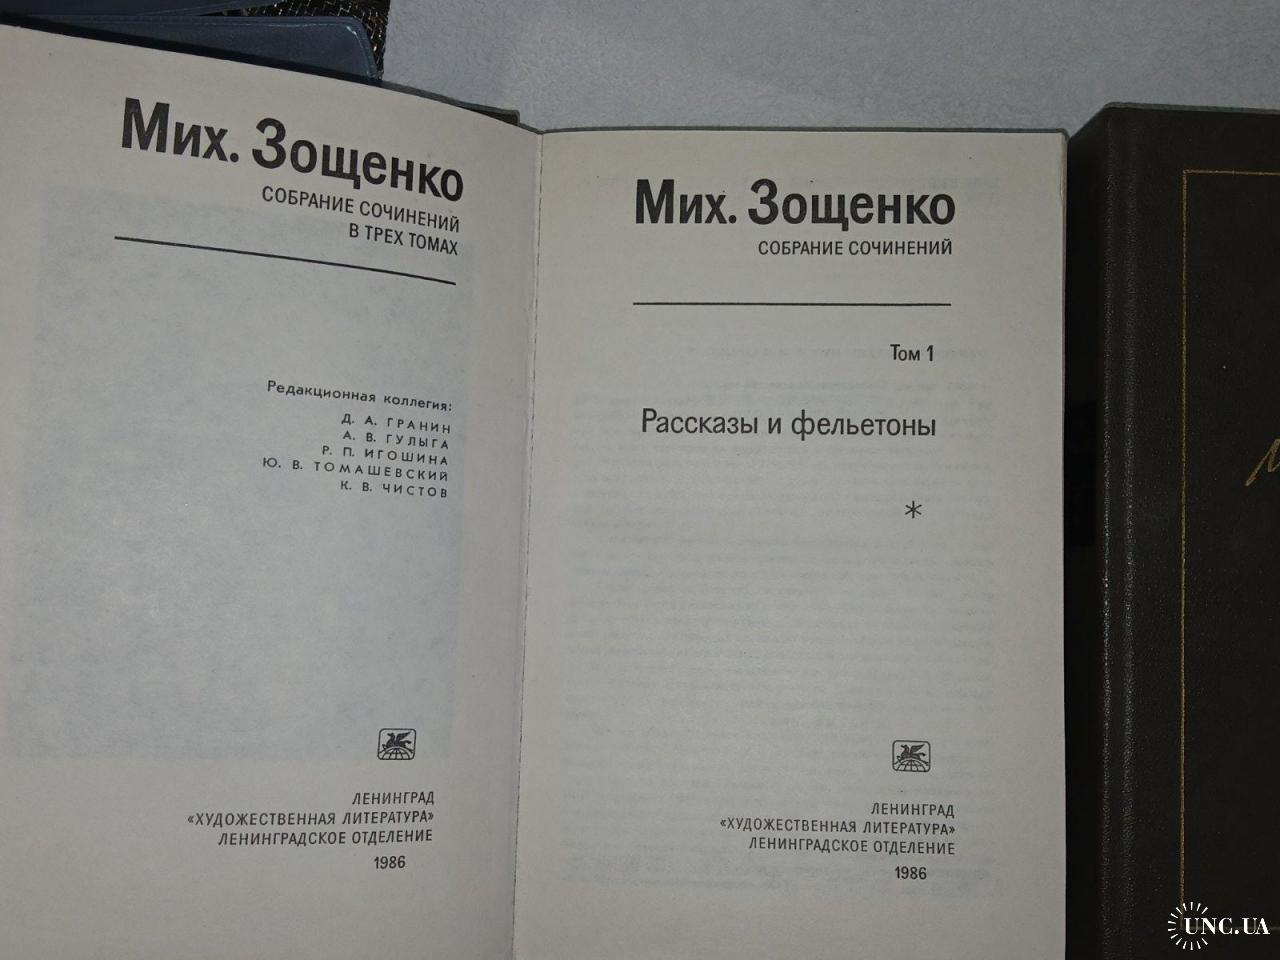 Мих. Зощенко
СОБРАНИЕ СОЧИНЕНИЙ
В ТРЕХ ТОМАХ
Редакционная коллегия:
Д. А. ГРАНИН
А. В. ГУЛЫГА
Р. П. ИГОШИНА
Ю. В. ТОМАШЕВСКИЙ
К. В. ЧИСТОВ
ЛЕНИНГРАД
«ХУДОЖЕСТВЕННАЯ ЛИТЕРАТУРА»
ЛЕНИНГРАДСКОЕ ОТДЕЛЕНИЕ
1986
Мих. Зощенко
СОБРАНИЕ СОЧИНЕНИЙ
Том 1
Рассказы и фельетоны
*
ЛЕНИНГРАД
«ХУДОЖЕСТВЕННАЯ ЛИТЕРАТУРА»
ЛЕНИНГРАДСКОЕ ОТДЕЛЕНИЕ
1986
UNC.UA